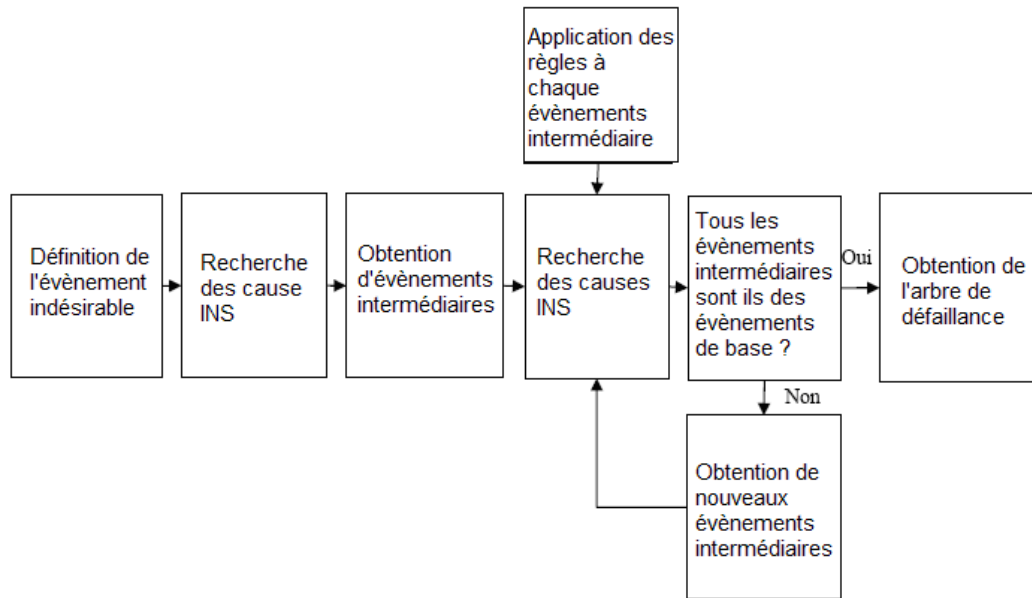 Application des
règles à
chaque
évènements
intermédiaire
Définition de
l'évènement
indésirable
Recherche
des cause
INS
Obtention
d'évènements
intermédiaires
Recherche
des causes
INS
Tous les
évènements
intermédiaires
sont ils des
évènements
de base ?
Oui
Obtention de
l'arbre de
défaillance
Non
Obtention de
nouveaux
évènements
intermédiaires